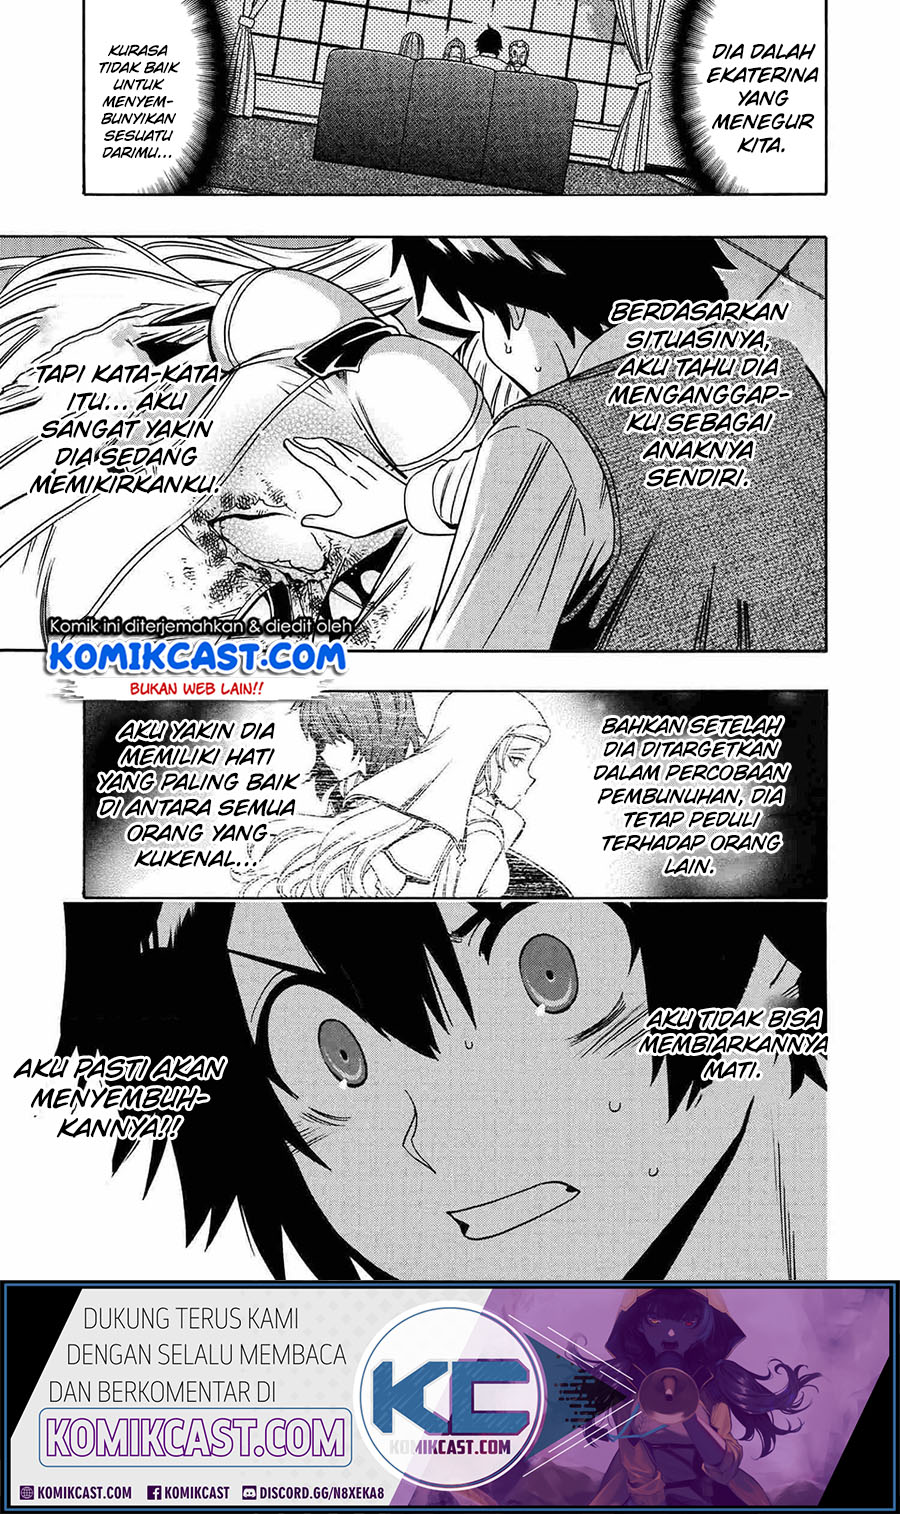 DIA DALAH
EKATERINA
YANG
MENEGUR
KITA.
KURASA
TIDAK BAIK
UNTUK
MENYEM-
BUNYIKAN
SESUATU
DARIMU...
BERDASARKAN
SITUASINYA,
AKU TAHU DIA
MENGANGGAP-
KU SEBAGAI
ANAKNYA
SENDIRI.
TAPI KATA-KATA
ITU... AKU
SANGAT YAKIN
DIA SEDANG
MEMIKIRKANKU.
Komik ini diterjemahkan & diedit oleh
KOMIKCAST.COM
BUKAN WEB LAIN!!
BAHKAN SETELAH
DIA DITARGETKAN
DALAM PERCOBAAN
PEMBUNUHAN, DIA
TETAP PEDULI
TERHADAP ORANG
LAIN.
AKU YAKIN DIA
MEMILIKI HATI
YANG PALING BAIK
DI ANTARA SEMUA
ORANG YANG
KUKENAL...
AKU TIDAK BISA
MEMBIARKANNYA
MATI.
AKU PASTI AKAN
MENYEMBUH-
KANNYA!!
DUKUNG TERUS KAMI
DENGAN SELALU MEMBACA
DAN BERKOMENTAR DI
KOMIKCAST.COM
KC
KOMIKCAST.COM
KOMIKCAST.COM KOMIKCAST DISCORD.GG/N8XEKA8